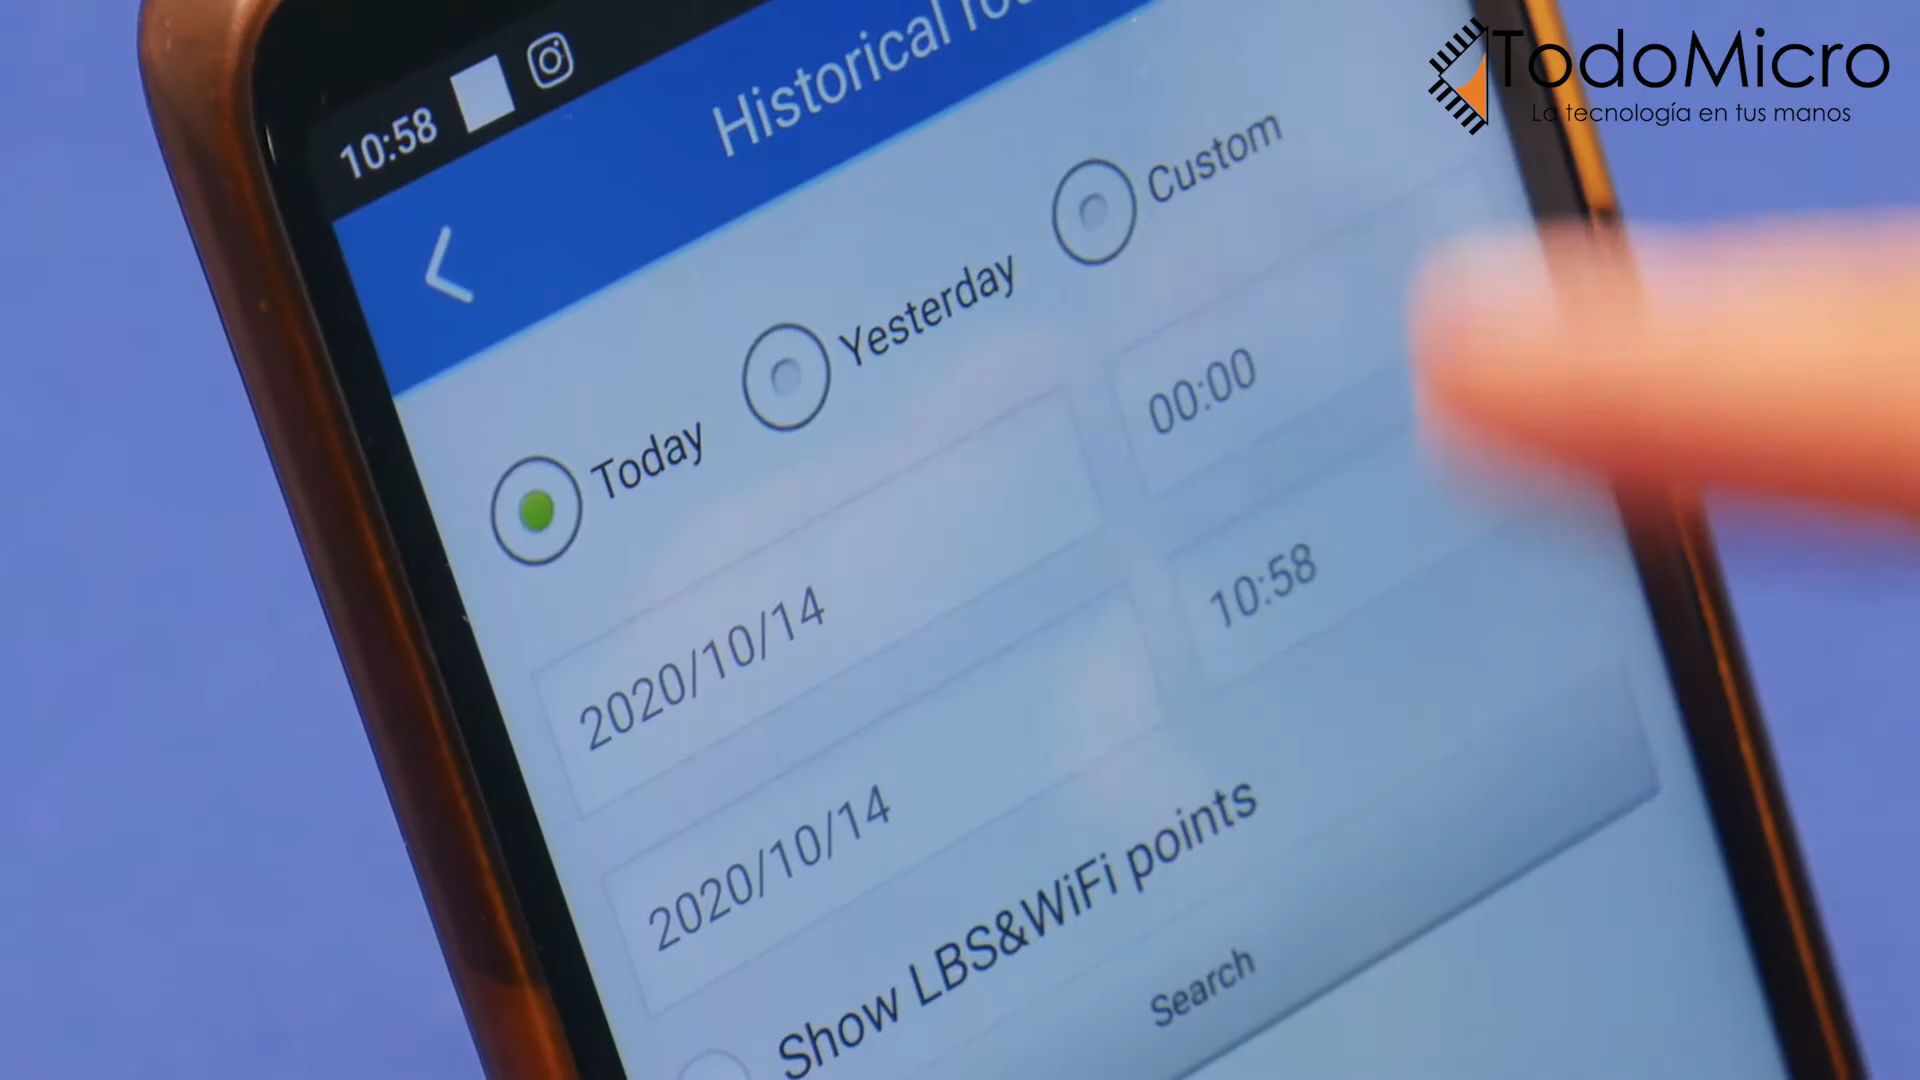 TodoMicro
La tecnología en tus manos
10:58
Historical
Today
Yesterday
Custom
2020/10/14
00:00
2020/10/14
10:58
Show LBS&WiFi points
Search